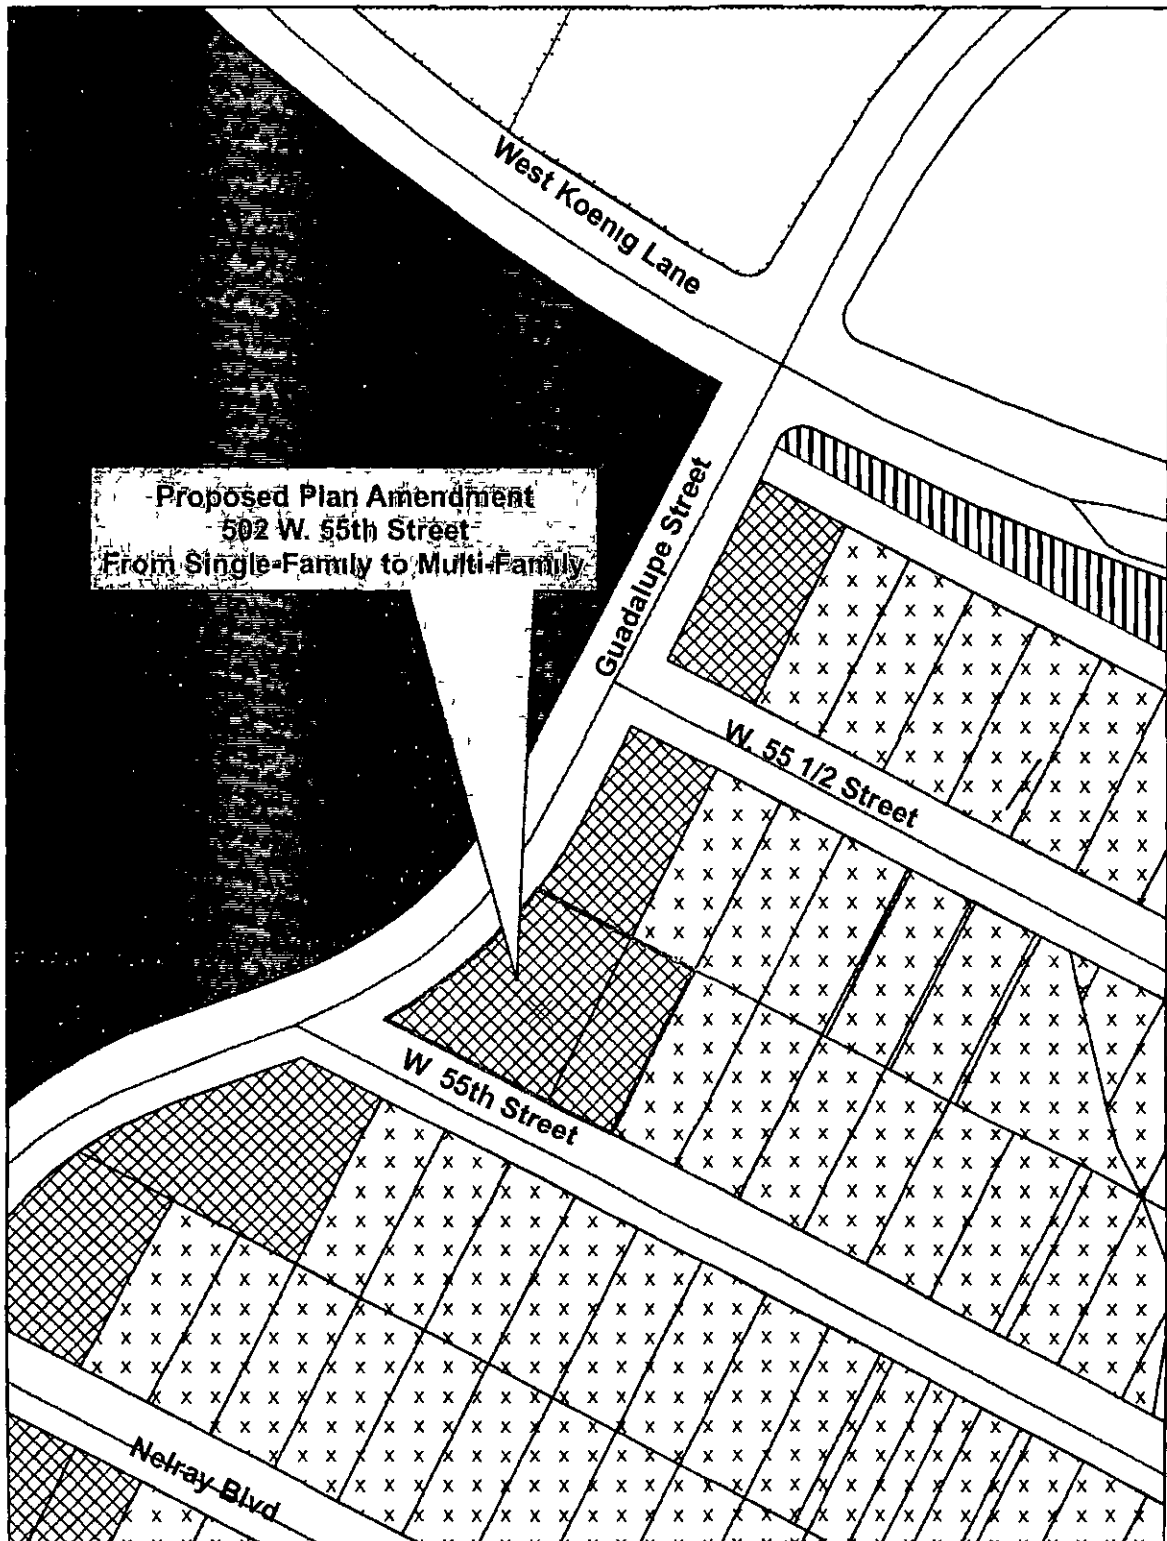 West Koenig Lane
Proposed Plan Amendment
502 W. 55th Street
From Single-Family to Multi-Family
Guadalupe Street
W. 55 1/2 Street
W 55th Street
Nelray Blvd